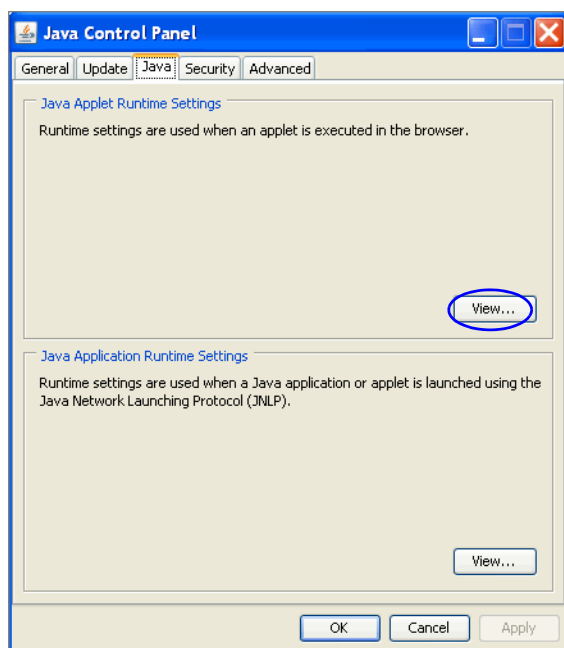 Java Control Panel
General Update Java Security Advanced
Java Applet Runtime Settings
Runtime settings are used when an applet is executed in the browser.
View...
Java Application Runtime Settings
Runtime settings are used when a Java application or applet is launched using the
Java Network Launching Protocol (JNLP).
View...
OK Cancel Apply